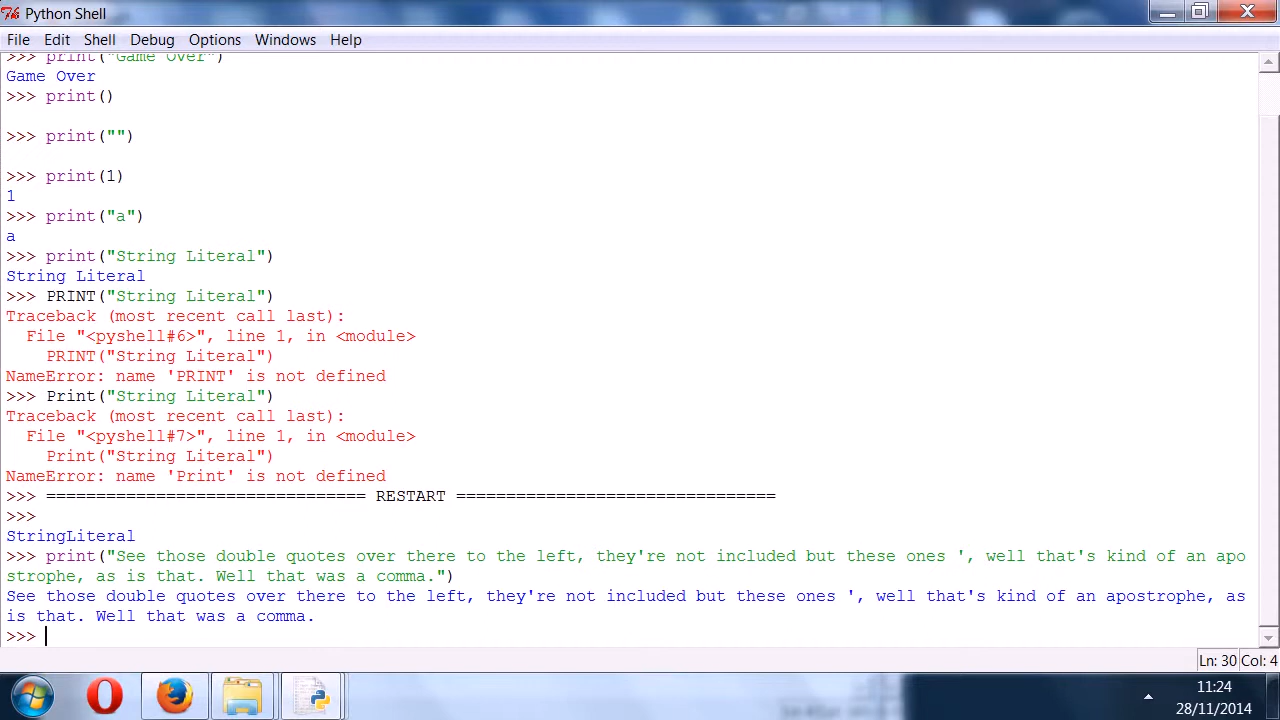 Python Shell
File Edit Shell Debug Options Windows Help
>>> print("Game Over")
Game Over
>>> print()
>>> print("")
>>> print(1)
1
>>> print("a")
a
>>> print("String Literal")
String Literal
>>> PRINT("String Literal")
Traceback (most recent call last):
  File "<pyshell#6>", line 1, in <module>
    PRINT("String Literal")
NameError: name 'PRINT' is not defined
>>> Print("String Literal")
Traceback (most recent call last):
  File "<pyshell#7>", line 1, in <module>
    Print("String Literal")
NameError: name 'Print' is not defined
>>> ================================ RESTART ================================
>>>
StringLiteral
>>> print("See those double quotes over there to the left, they're not included but these ones ', well that's kind of an apo
strophe, as is that. Well that was a comma.")
See those double quotes over there to the left, they're not included but these ones ', well that's kind of an apostrophe, as
is that. Well that was a comma.
>>>
Ln: 30 Col: 4
11:24
28/11/2014